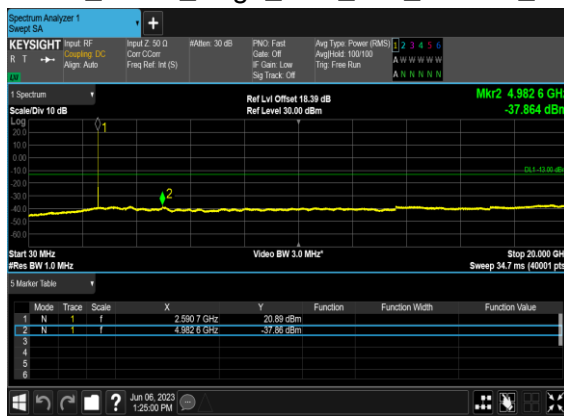 Spectrum Analyzer 1
Swept SA
+
KEYSIGHT Input: RF Input Z: 50 Ω #Atten: 30 dB PNO: Fast Avg Type: Power (RMS) 1 2 3 4 5 6
R T Coupling: DC Corr CCorr Gate: Off Avg|Hold: 100/100 A W W W W W
Align: Auto Freq Ref: Int (S) IF Gain: Low Trig: Free Run A N N N N N
Sig Track: Off
1 Spectrum Ref Lvl Offset 18.39 dB Mkr2 4.982 6 GHz
Scale/Div 10 dB Ref Level 30.00 dBm -37.864 dBm
Log
20.0
10.0
0.00
-10.0
-20.0
-30.0
-40.0
-50.0
-60.0
1
2
DL1 -13.00 dBm
Start 30 MHz Video BW 3.0 MHz* Stop 20.000 GH
#Res BW 1.0 MHz Sweep 34.7 ms (40001 pts
5 Marker Table
Mode Trace Scale X Y Function Function Width Function Value
1 N 1 f 2.590 7 GHz 20.89 dBm
2 N 1 f 4.982 6 GHz -37.86 dBm
3
4
5
6
? Jun 06, 2023
1:25:00 PM